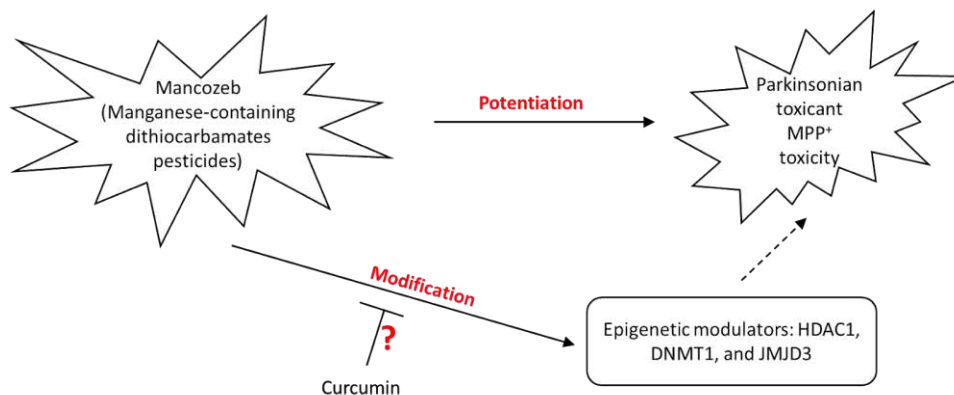 Mancozeb
(Manganese-containing
dithiocarbamates
pesticides)
Potentiation
Parkinsonian
toxicant
MPP⁺
toxicity
Modification
?
Curcumin
Epigenetic modulators: HDAC1,
DNMT1, and JMJD3